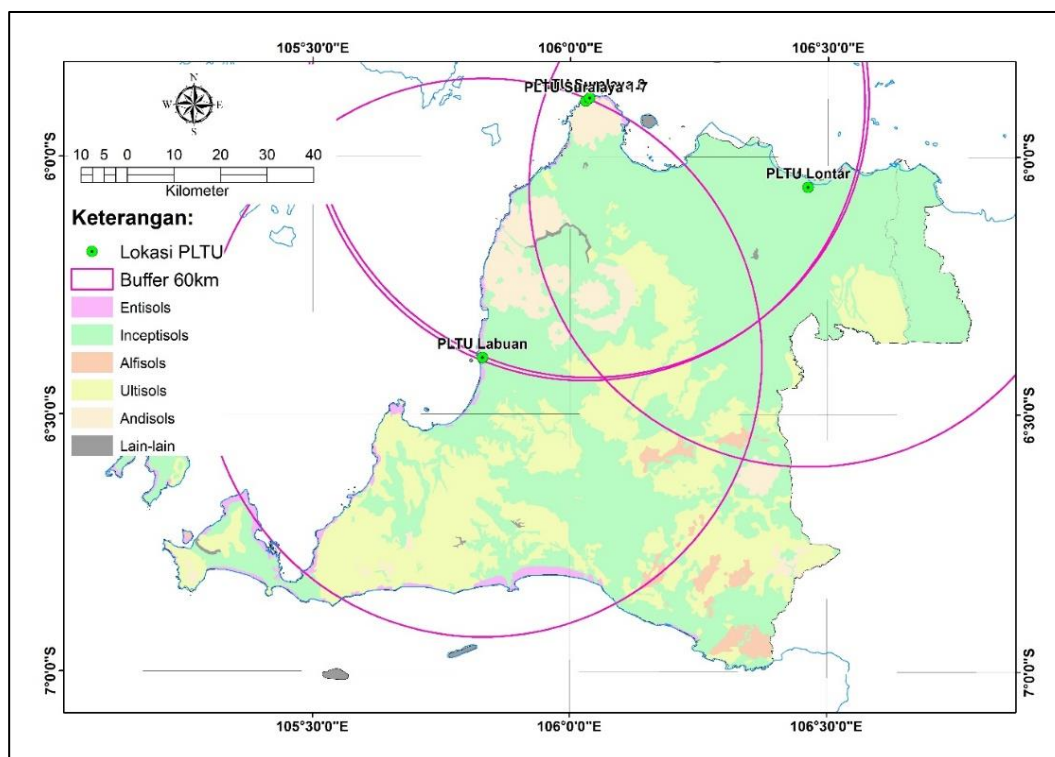 105°30'0"E 106°0'0"E 106°30'0"E
N
W E
S
10 5 0 10 20 30 40
Kilometer
Keterangan:
Lokasi PLTU
Buffer 60km
Entisols
Inceptisols
Alfisols
Ultisols
Andisols
Lain-lain
PLTU Suralaya 1-7
PLTU Lontar
PLTU Labuan
6°0'0"S 6°0'0"S
6°30'0"S 6°30'0"S
7°0'0"S 7°0'0"S
105°30'0"E 106°0'0"E 106°30'0"E